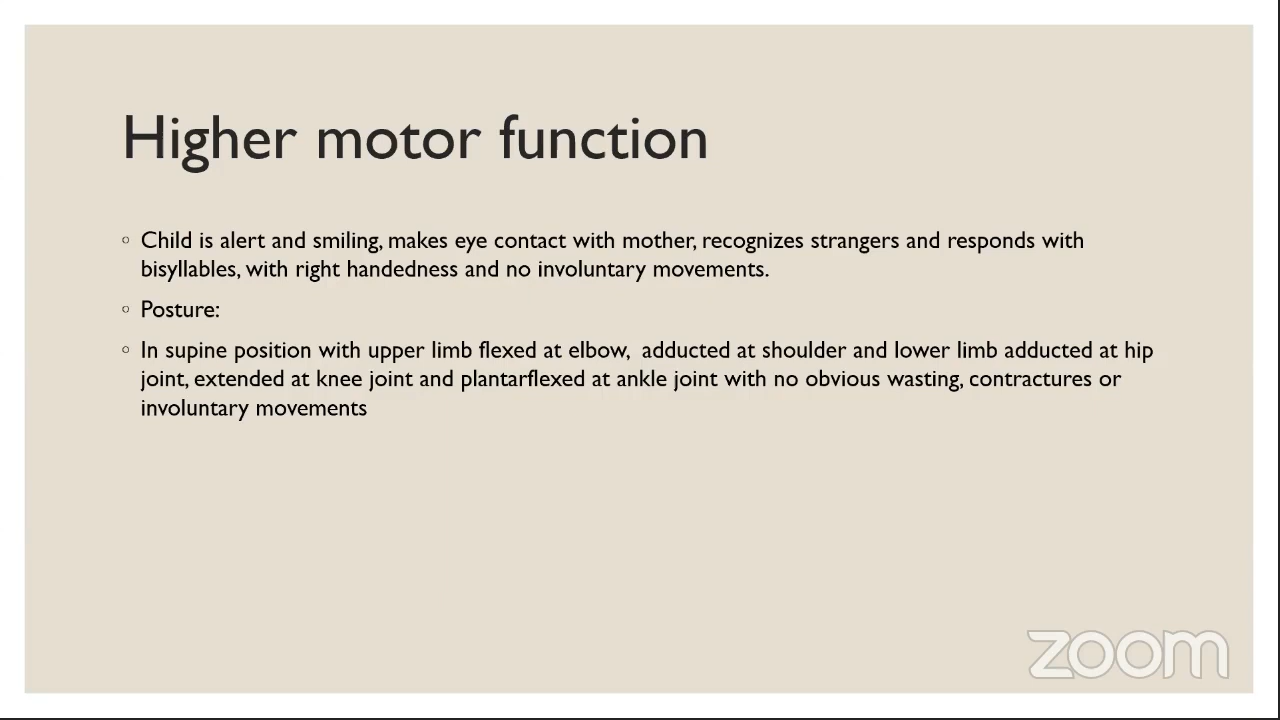 Higher motor function
◦ Child is alert and smiling, makes eye contact with mother, recognizes strangers and responds with
bisyllables, with right handedness and no involuntary movements.
◦ Posture:
◦ In supine position with upper limb flexed at elbow,  adducted at shoulder and lower limb adducted at hip
joint, extended at knee joint and plantarflexed at ankle joint with no obvious wasting, contractures or
involuntary movements
zoom